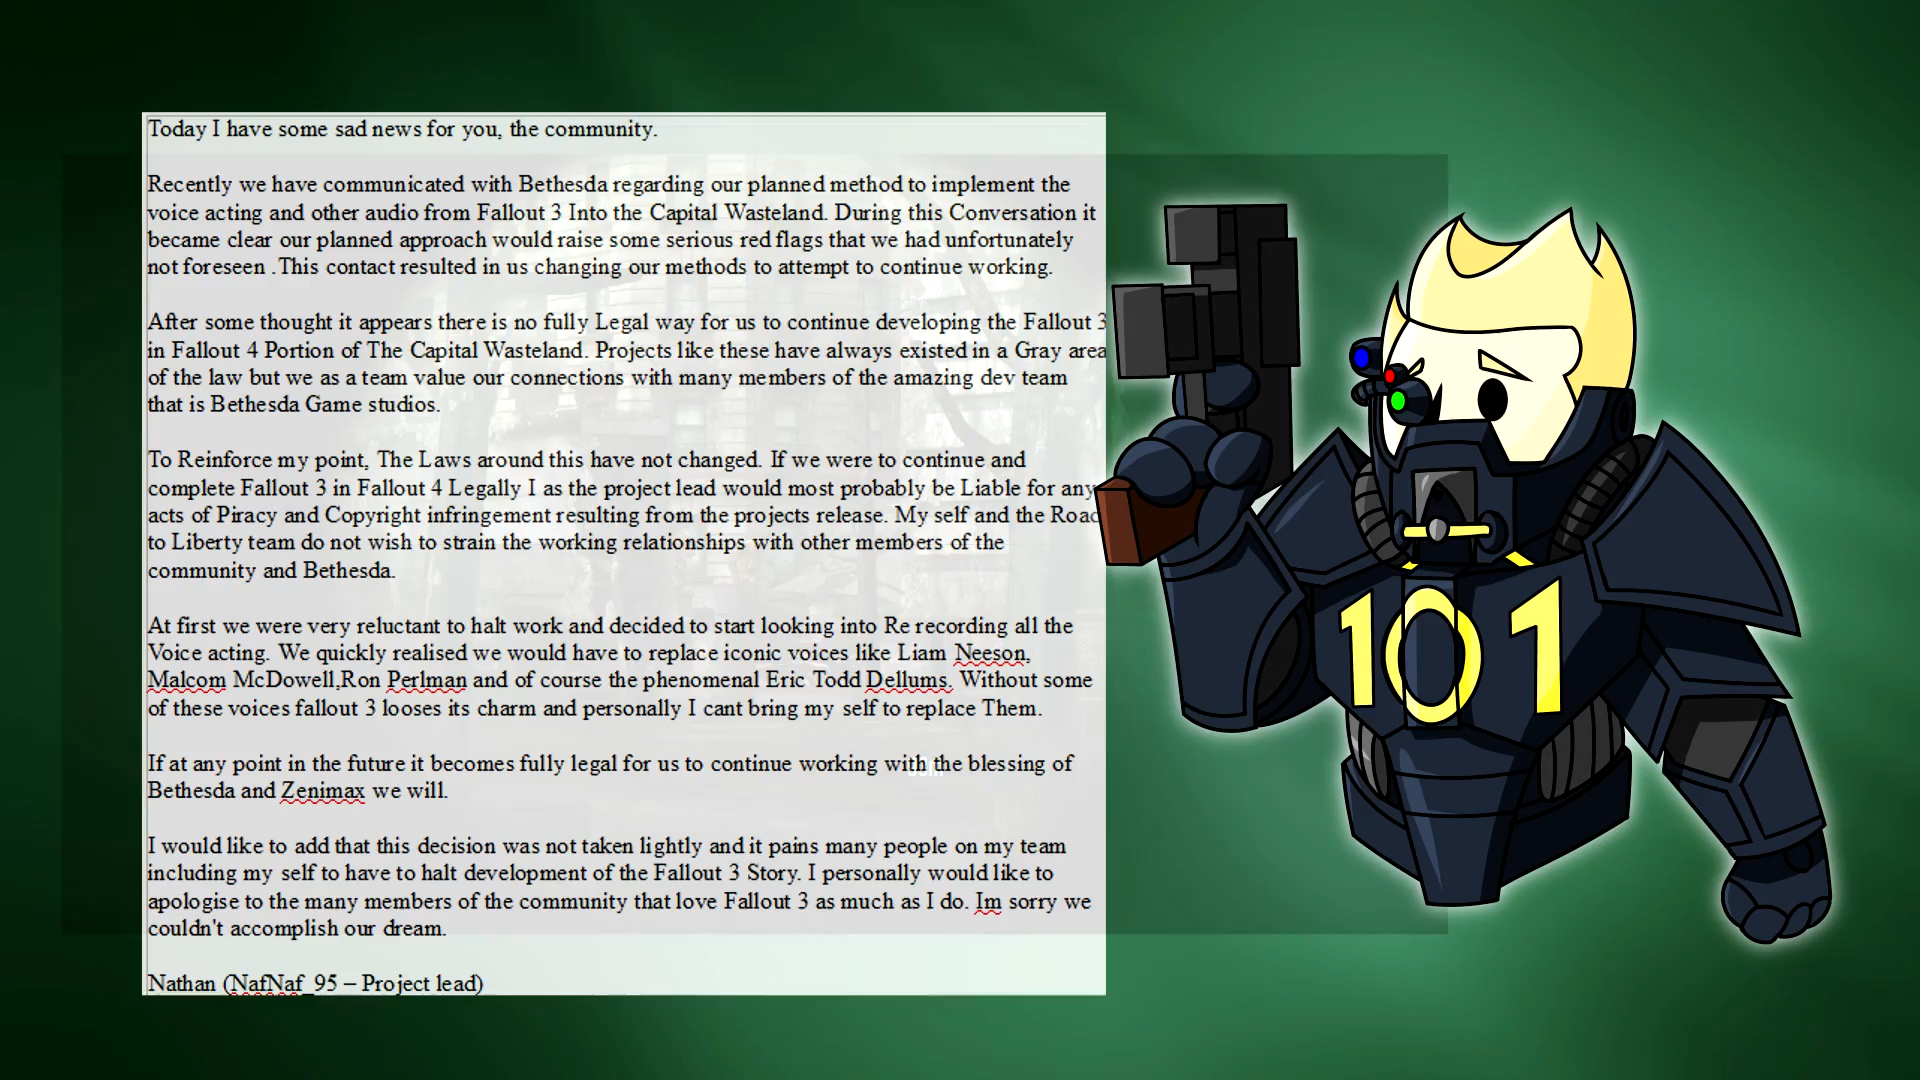 Today I have some sad news for you, the community.
Recently we have communicated with Bethesda regarding our planned method to implement the
voice acting and other audio from Fallout 3 Into the Capital Wasteland. During this Conversation it
became clear our planned approach would raise some serious red flags that we had unfortunately
not foreseen .This contact resulted in us changing our methods to attempt to continue working.
After some thought it appears there is no fully Legal way for us to continue developing the Fallout 3
in Fallout 4 Portion of The Capital Wasteland. Projects like these have always existed in a Gray area
of the law but we as a team value our connections with many members of the amazing dev team
that is Bethesda Game studios.
To Reinforce my point, The Laws around this have not changed. If we were to continue and
complete Fallout 3 in Fallout 4 Legally I as the project lead would most probably be Liable for any
acts of Piracy and Copyright infringement resulting from the projects release. My self and the Road
to Liberty team do not wish to strain the working relationships with other members of the
community and Bethesda.
At first we were very reluctant to halt work and decided to start looking into Re recording all the
Voice acting. We quickly realised we would have to replace iconic voices like Liam Neeson,
Malcom McDowell,Ron Perlman and of course the phenomenal Eric Todd Dellums. Without some
of these voices fallout 3 looses its charm and personally I cant bring my self to replace Them.
If at any point in the future it becomes fully legal for us to continue working with the blessing of
Bethesda and Zenimax we will.
I would like to add that this decision was not taken lightly and it pains many people on my team
including my self to have to halt development of the Fallout 3 Story. I personally would like to
apologise to the many members of the community that love Fallout 3 as much as I do. Im sorry we
couldn't accomplish our dream.
Nathan (NafNaf_95 – Project lead)
101